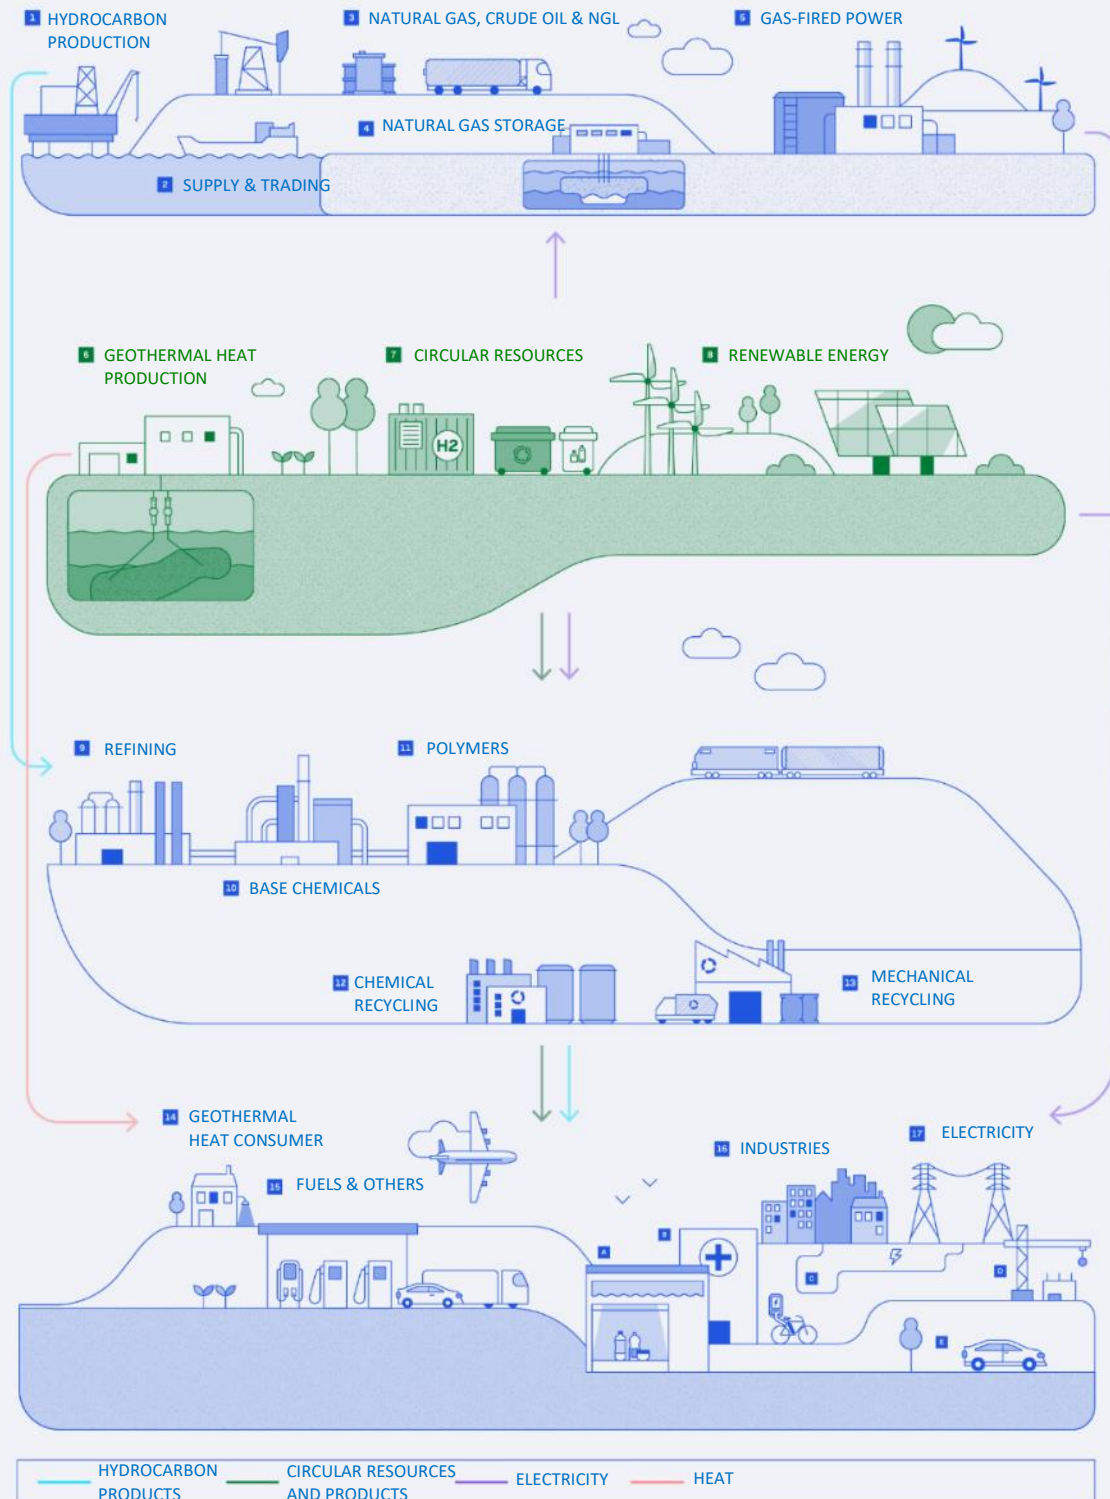 1 HYDROCARBON
PRODUCTION
3 NATURAL GAS, CRUDE OIL & NGL
5 GAS-FIRED POWER
4 NATURAL GAS STORAGE
2 SUPPLY & TRADING
6 GEOTHERMAL HEAT
PRODUCTION
7 CIRCULAR RESOURCES
8 RENEWABLE ENERGY
H2
9 REFINING
11 POLYMERS
10 BASE CHEMICALS
12 CHEMICAL
RECYCLING
13 MECHANICAL
RECYCLING
14 GEOTHERMAL
HEAT CONSUMER
15 FUELS & OTHERS
16 INDUSTRIES
17 ELECTRICITY
A
B
C
D
E
HYDROCARBON
PRODUCTS
CIRCULAR RESOURCES
AND PRODUCTS
ELECTRICITY
HEAT